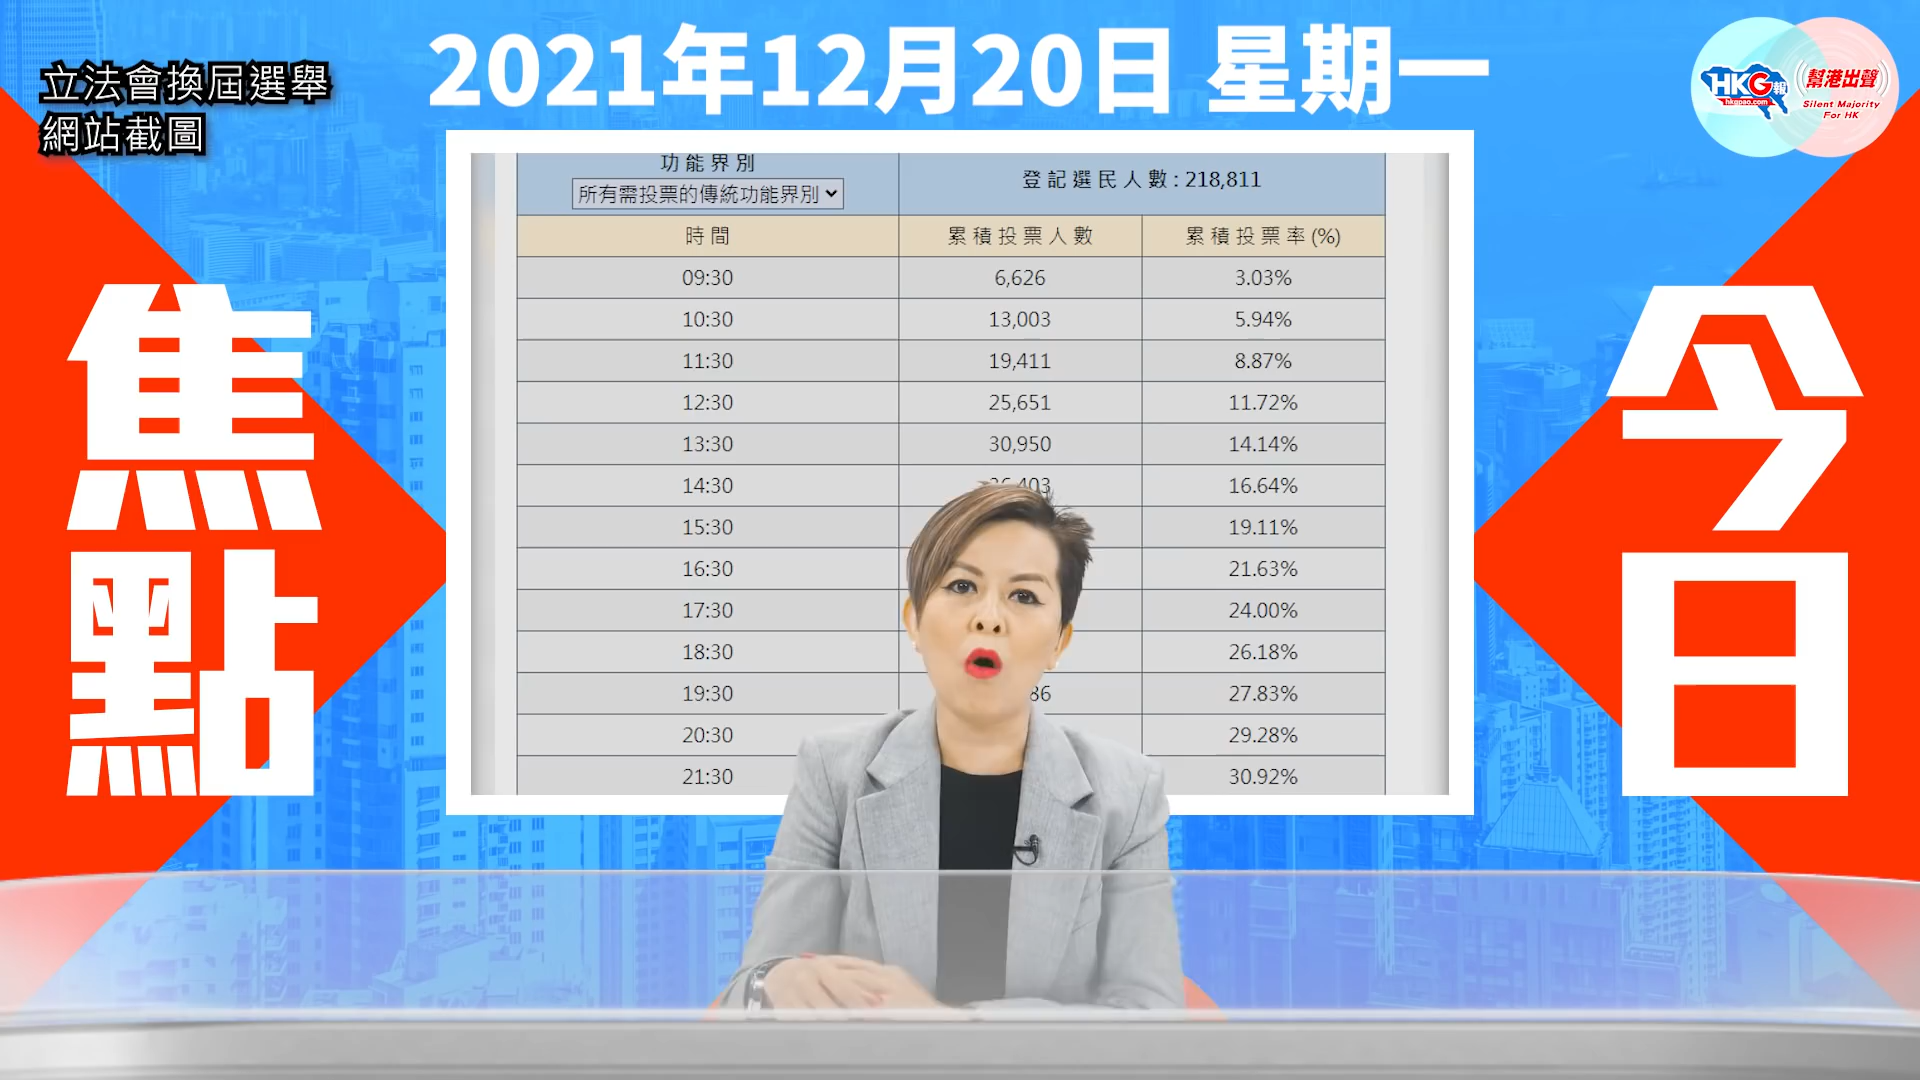 2021年12月20日 星期一
立法會換屆選舉
網站截圖
HKG報
hkgpao.com
幫港出聲
Silent Majority
For HK
焦點
今日
功能界別
所有需投票的傳統功能界別
登記選民人數: 218,811
時間 累積投票人數 累積投票率(%)
09:30 6,626 3.03%
10:30 13,003 5.94%
11:30 19,411 8.87%
12:30 25,651 11.72%
13:30 30,950 14.14%
14:30 16.64%
15:30 19.11%
16:30 21.63%
17:30 24.00%
18:30 26.18%
19:30 27.83%
20:30 29.28%
21:30 30.92%